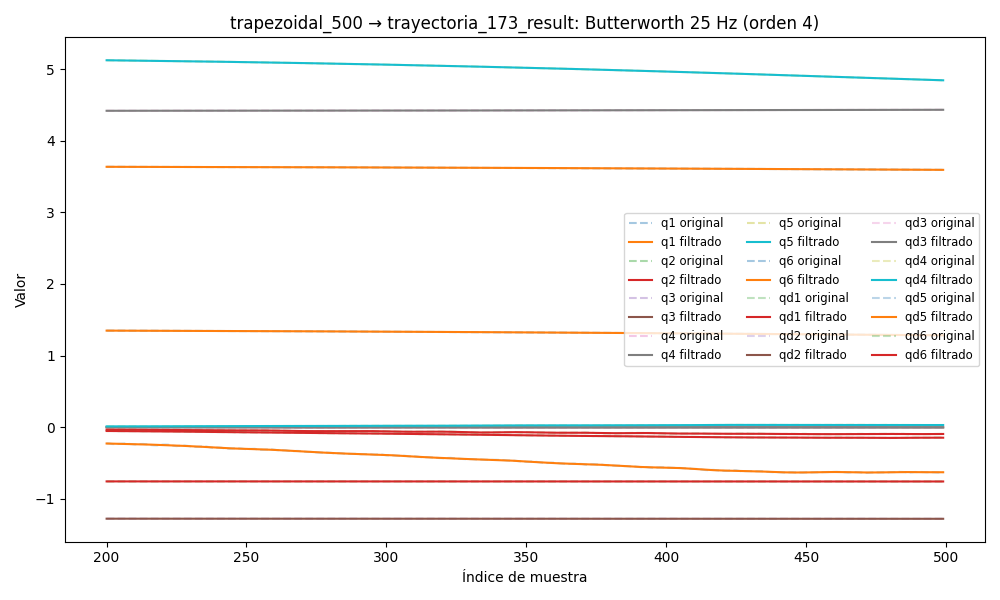 trapezoidal_500 → trayectoria_173_result: Butterworth 25 Hz (orden 4)
Valor
5
4
3
2
1
0
−1
200 250 300 350 400 450 500
Índice de muestra
q1 original
q1 filtrado
q2 original
q2 filtrado
q3 original
q3 filtrado
q4 original
q4 filtrado
q5 original
q5 filtrado
q6 original
q6 filtrado
qd1 original
qd1 filtrado
qd2 original
qd2 filtrado
qd3 original
qd3 filtrado
qd4 original
qd4 filtrado
qd5 original
qd5 filtrado
qd6 original
qd6 filtrado